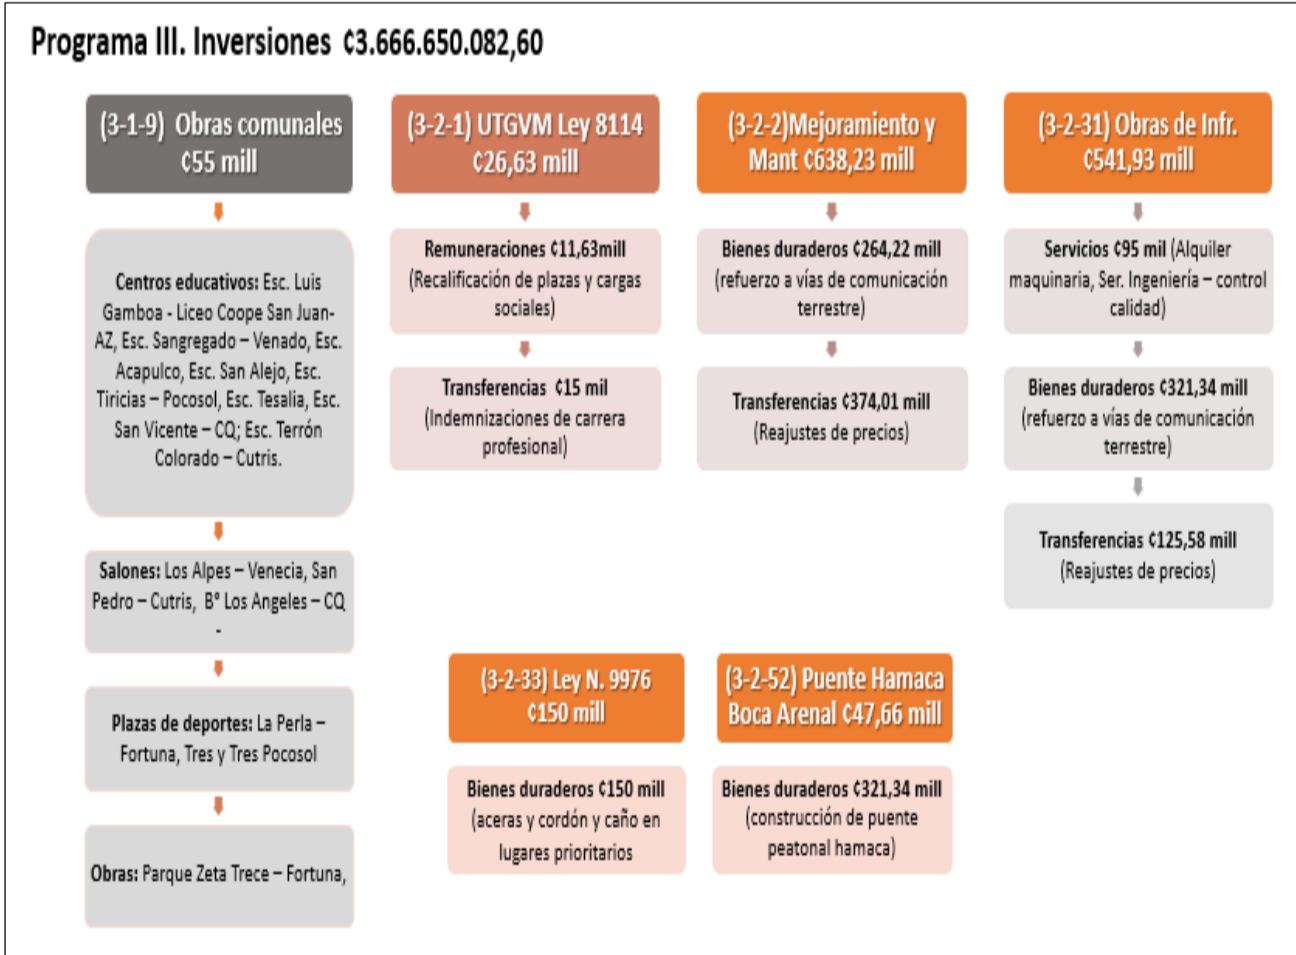 Programa III. Inversiones ₵3.666.650.082,60
(3-1-9) Obras comunales
₵55 mill
Centros educativos: Esc. Luis
Gamboa - Liceo Coope San Juan-
AZ, Esc. Sangregado – Venado, Esc.
Acapulco, Esc. San Alejo, Esc.
Tiricias – Pocosol, Esc. Tesalia, Esc.
San Vicente – CQ; Esc. Terrón
Colorado – Cutris.
Salones: Los Alpes – Venecia, San
Pedro – Cutris, B° Los Angeles – CQ
-
Plazas de deportes: La Perla –
Fortuna, Tres y Tres Pocosol
Obras: Parque Zeta Trece – Fortuna,
(3-2-1) UTGVM Ley 8114
₵26,63 mill
Remuneraciones ₵11,63mill
(Recalificación de plazas y cargas
sociales)
Transferencias ₵15 mil
(Indemnizaciones de carrera
profesional)
(3-2-2)Mejoramiento y
Mant ₵638,23 mill
Bienes duraderos ₵264,22 mill
(refuerzo a vías de comunicación
terrestre)
Transferencias ₵374,01 mill
(Reajustes de precios)
(3-2-31) Obras de Infr.
₵541,93 mill
Servicios ₵95 mil (Alquiler
maquinaria, Ser. Ingeniería – control
calidad)
Bienes duraderos ₵321,34 mill
(refuerzo a vías de comunicación
terrestre)
Transferencias ₵125,58 mill
(Reajustes de precios)
(3-2-33) Ley N. 9976
₵150 mill
Bienes duraderos ₵150 mill
(aceras y cordón y caño en
lugares prioritarios
(3-2-52) Puente Hamaca
Boca Arenal ₵47,66 mill
Bienes duraderos ₵321,34 mill
(construcción de puente
peatonal hamaca)